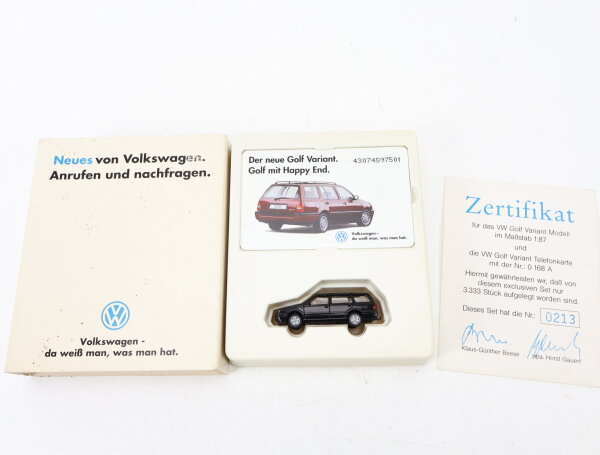 Neues von Volkswagen.
Anrufen und nachfragen.
Volkswagen -
da weiß man, was man hat.
Der neue Golf Variant.
Golf mit Happy End.
43074597501
Volkswagen-
da weiß man, was man hat.
Zertifikat
für das VW Golf Variant Modell
im Maßstab 1:87
und
die VW Golf Variant Telefonkarte
mit der Nr.: 0 168 A
Hiermit gewährleisten wir, daß von
diesem exclusiven Set nur
3.333 Stück aufgelegt worden sind.
Dieses Set hat die Nr.: 0213
Klaus-Günther Beese ppa. Horst Gauert